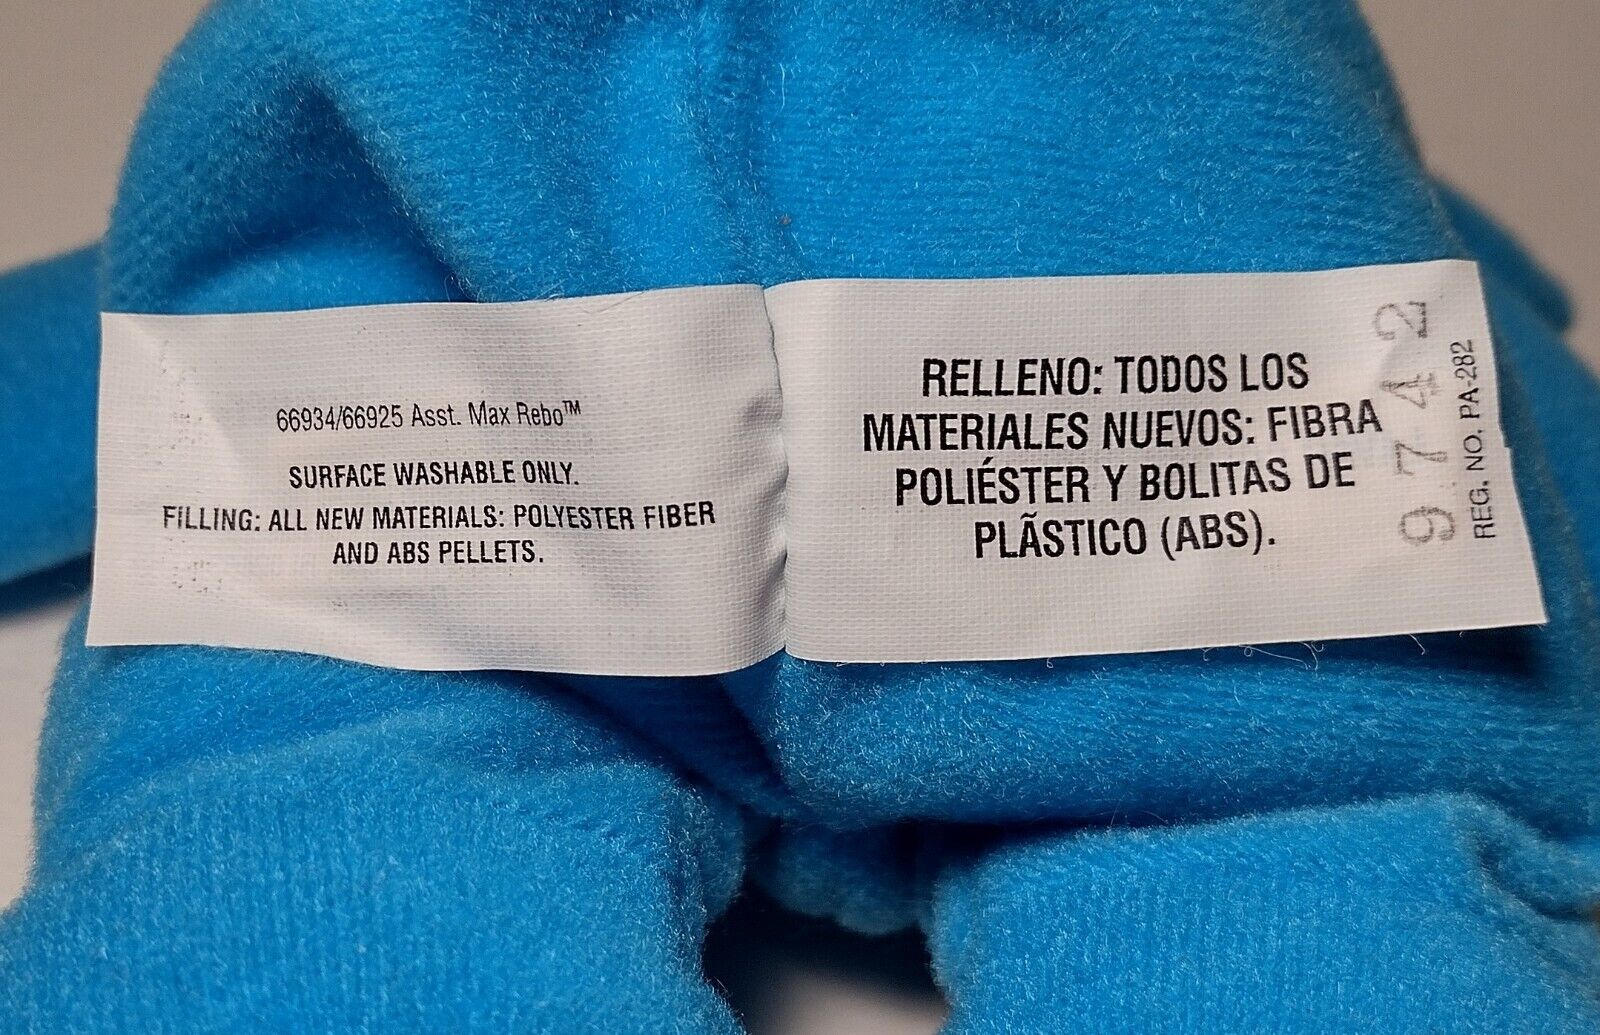 66934/66925 Asst. Max Rebo™
SURFACE WASHABLE ONLY.
FILLING: ALL NEW MATERIALS: POLYESTER FIBER
AND ABS PELLETS.
RELLENO: TODOS LOS
MATERIALES NUEVOS: FIBRA
POLIÉSTER Y BOLITAS DE
PLÃSTICO (ABS).
9742
REG. NO. PA-282